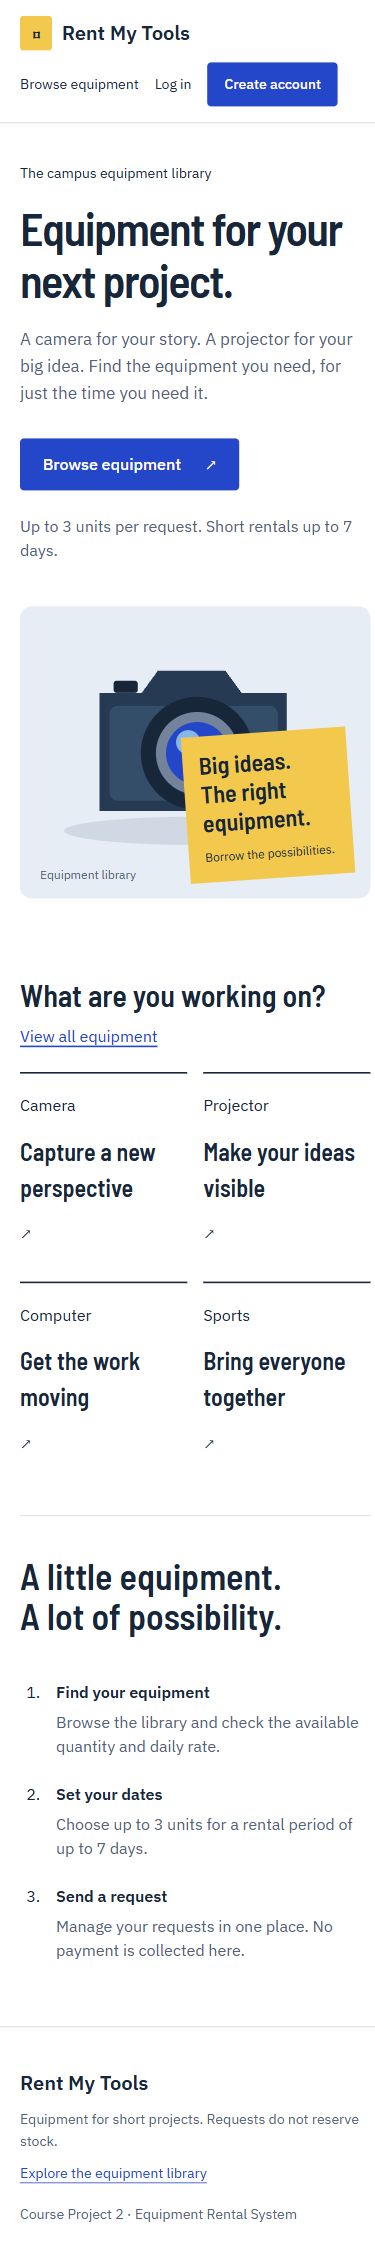 ¤ Rent My Tools
Browse equipment Log in Create account
The campus equipment library
Equipment for your
next project.
A camera for your story. A projector for your
big idea. Find the equipment you need, for
just the time you need it.
Browse equipment ↗
Up to 3 units per request. Short rentals up to 7
days.
Big ideas.
The right
equipment.
Borrow the possibilities.
Equipment library
What are you working on?
View all equipment
Camera
Capture a new
perspective
↗
Projector
Make your ideas
visible
↗
Computer
Get the work
moving
↗
Sports
Bring everyone
together
↗
A little equipment.
A lot of possibility.
1. Find your equipment
Browse the library and check the available
quantity and daily rate.
2. Set your dates
Choose up to 3 units for a rental period of
up to 7 days.
3. Send a request
Manage your requests in one place. No
payment is collected here.
Rent My Tools
Equipment for short projects. Requests do not reserve
stock.
Explore the equipment library
Course Project 2 · Equipment Rental System